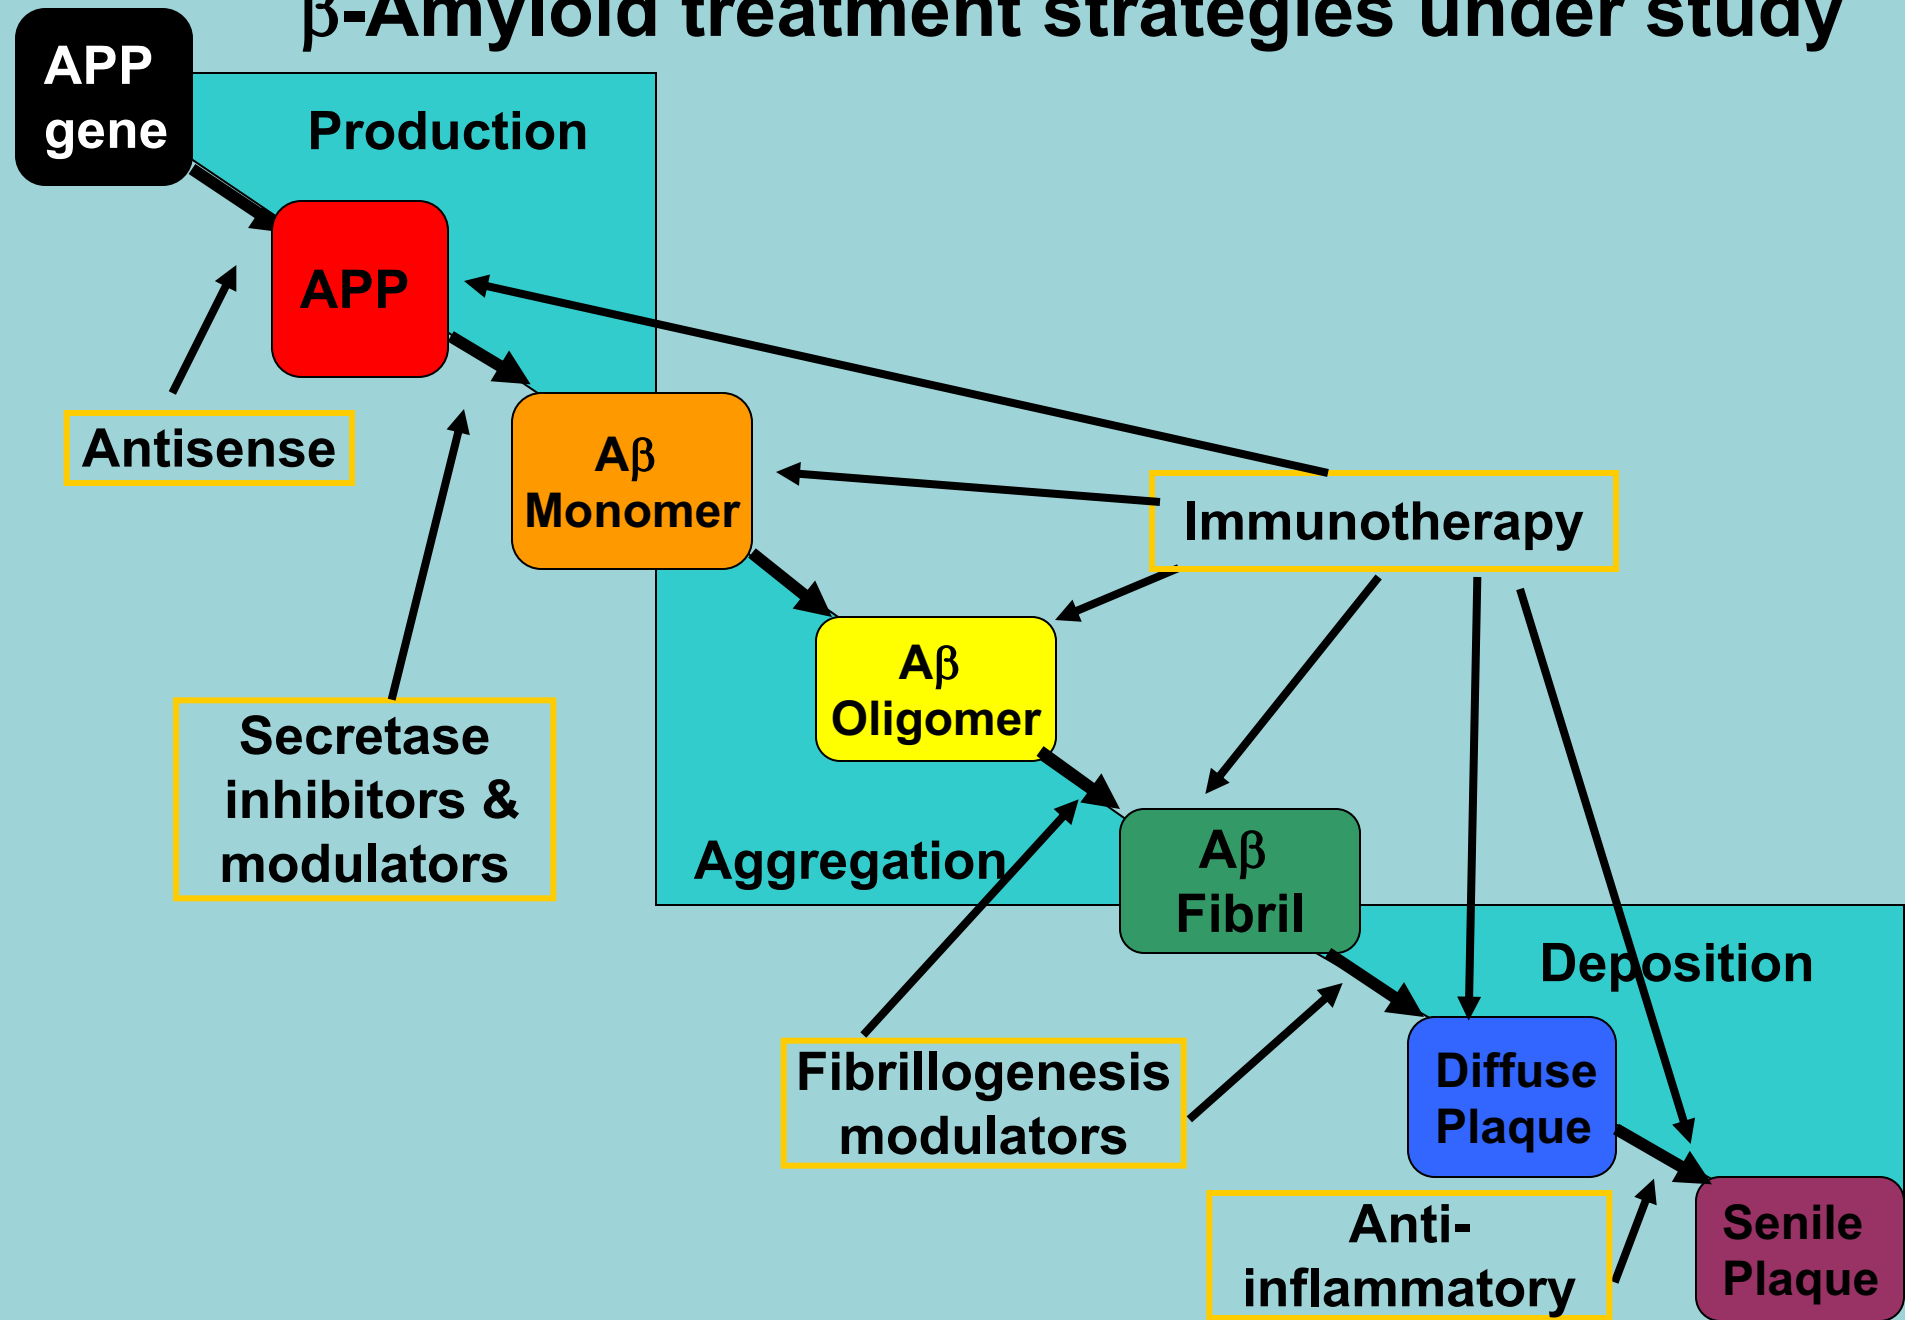 β-Amyloid treatment strategies under study
APP
gene
Production
APP
Antisense
Aβ
Monomer
Immunotherapy
Aβ
Oligomer
Secretase
inhibitors &
modulators
Aggregation
Aβ
Fibril
Deposition
Fibrillogenesis
modulators
Diffuse
Plaque
Anti-
inflammatory
Senile
Plaque